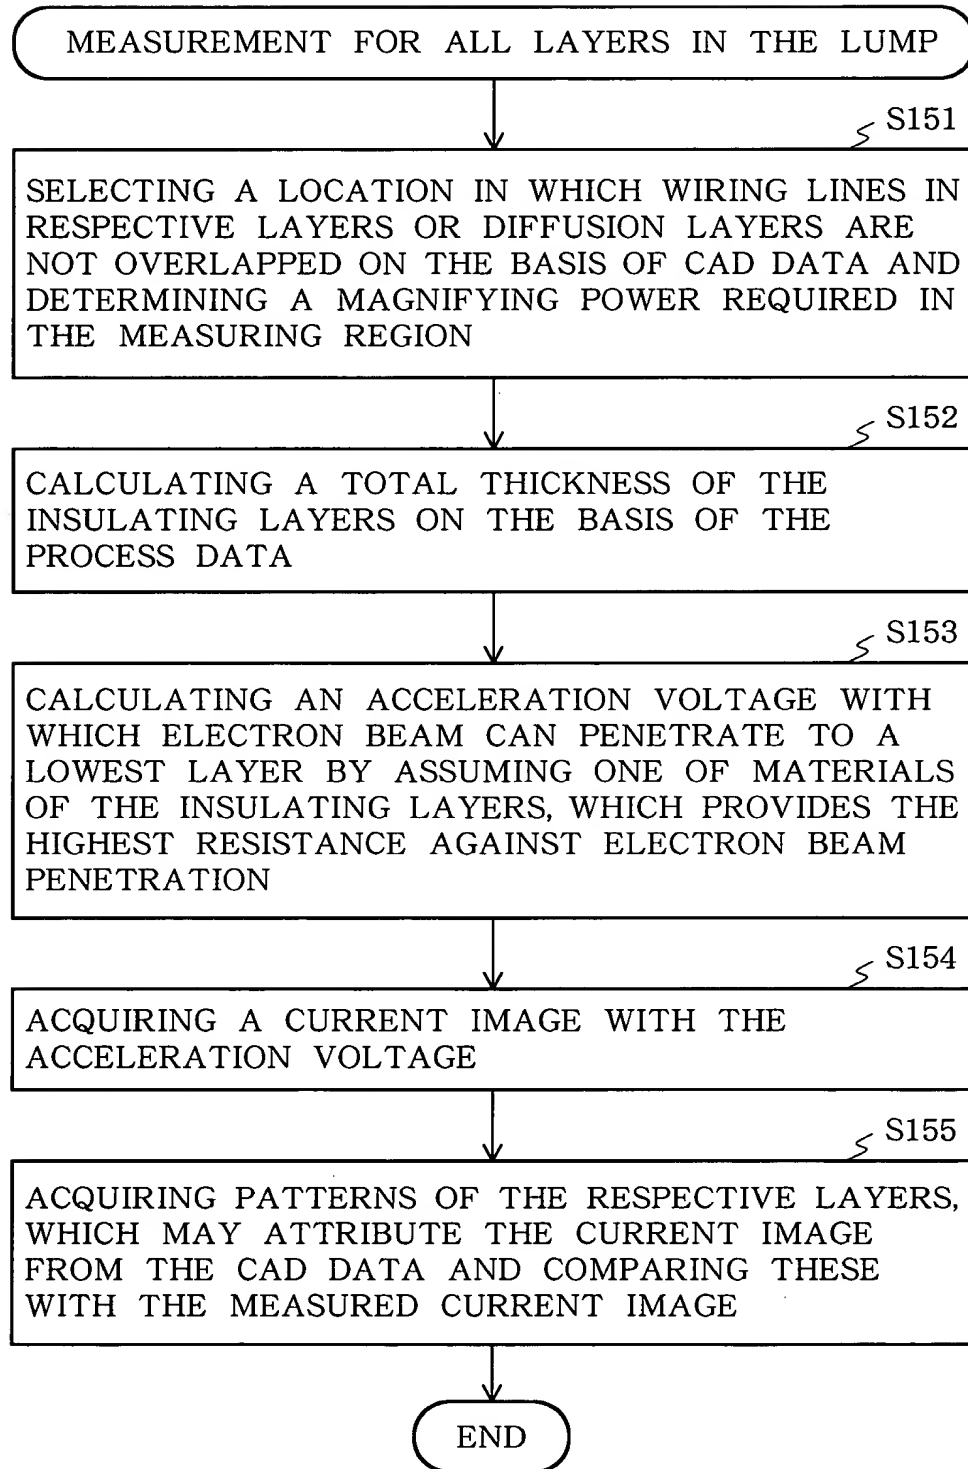 MEASUREMENT FOR ALL LAYERS IN THE LUMP
S151
SELECTING A LOCATION IN WHICH WIRING LINES IN
RESPECTIVE LAYERS OR DIFFUSION LAYERS ARE
NOT OVERLAPPED ON THE BASIS OF CAD DATA AND
DETERMINING A MAGNIFYING POWER REQUIRED IN
THE MEASURING REGION
S152
CALCULATING A TOTAL THICKNESS OF THE
INSULATING LAYERS ON THE BASIS OF THE
PROCESS DATA
S153
CALCULATING AN ACCELERATION VOLTAGE WITH
WHICH ELECTRON BEAM CAN PENETRATE TO A
LOWEST LAYER BY ASSUMING ONE OF MATERIALS
OF THE INSULATING LAYERS, WHICH PROVIDES THE
HIGHEST RESISTANCE AGAINST ELECTRON BEAM
PENETRATION
S154
ACQUIRING A CURRENT IMAGE WITH THE
ACCELERATION VOLTAGE
S155
ACQUIRING PATTERNS OF THE RESPECTIVE LAYERS,
WHICH MAY ATTRIBUTE THE CURRENT IMAGE
FROM THE CAD DATA AND COMPARING THESE
WITH THE MEASURED CURRENT IMAGE
END